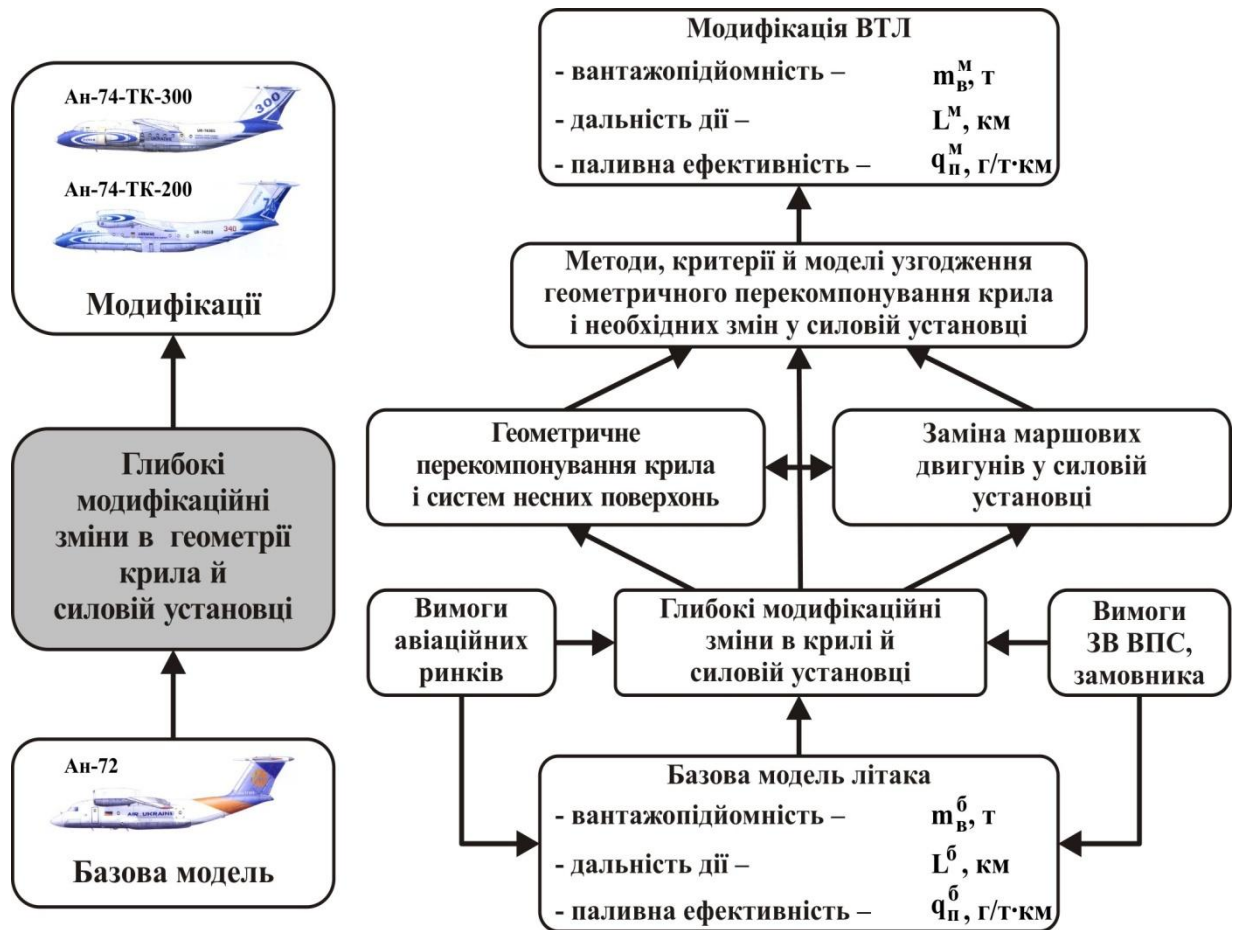 Ан-74-ТК-300
300
Ан-74-ТК-200
340
Модифікації
Глибокі
модифікаційні
зміни в геометрії
крила й
силовій установці
Ан-72
AIR UKRAINE
Базова модель
Модифікація ВТЛ
- вантажопідйомність – mвм, т
- дальність дії – Lм, км
- паливна ефективність – qпм, г/т·км
Методи, критерії й моделі узгодження
геометричного перекомпонування крила
і необхідних змін у силовій установці
Геометричне
перекомпонування крила
і систем несних поверхонь
Заміна маршових
двигунів у силовій
установці
Вимоги
авіаційних
ринків
Глибокі модифікаційні
зміни в крилі й
силовій установці
Вимоги
ЗВ ВПС,
замовника
Базова модель літака
- вантажопідйомність – mвб, т
- дальність дії – Lб, км
- паливна ефективність – qпб, г/т·км